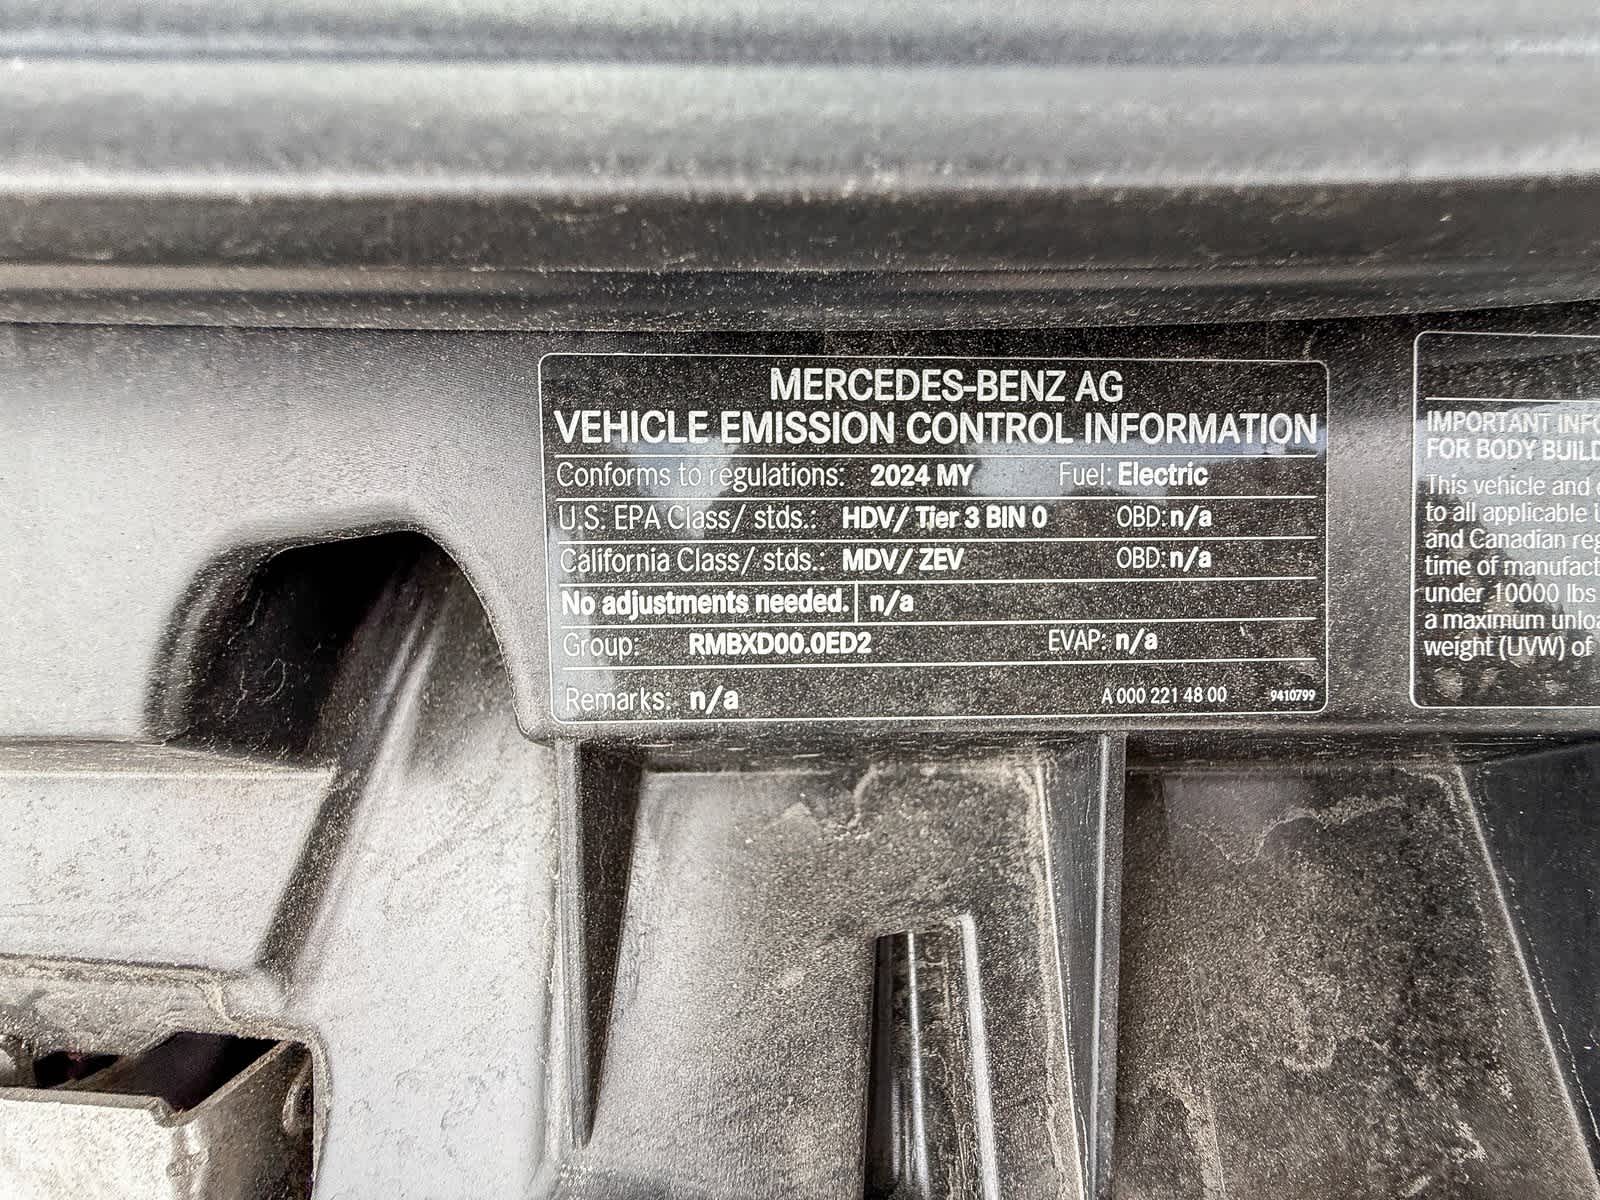 MERCEDES-BENZ AG
VEHICLE EMISSION CONTROL INFORMATION
Conforms to regulations: 2024 MY Fuel: Electric
U.S. EPA Class/ stds.: HDV/ Tier 3 BIN 0 OBD: n/a
California Class/ stds.: MDV/ ZEV OBD: n/a
No adjustments needed. n/a
Group: RMBXD00.0ED2 EVAP: n/a
Remarks: n/a A 000 221 48 00 9410799
IMPORTANT INFO
FOR BODY BUILD
This vehicle and
to all applicable
and Canadian reg
time of manufact
under 10000 lbs
a maximum unloa
weight (UVW) of